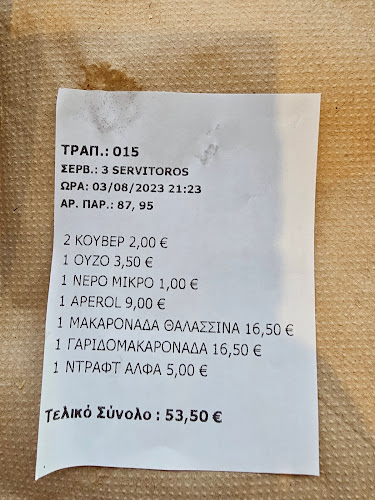 ΤΡΑΠ.: 015
ΣΕΡΒ.: 3 SERVITOROS
ΩΡΑ: 03/08/2023 21:23
ΑΡ. ΠΑΡ.: 87, 95
2 ΚΟΥΒΕΡ 2,00 €
1 ΟΥΖΟ 3,50 €
1 ΝΕΡΟ ΜΙΚΡΟ 1,00 €
1 APEROL 9,00 €
1 ΜΑΚΑΡΟΝΑΔΑ ΘΑΛΑΣΣΙΝΑ 16,50 €
1 ΓΑΡΙΔΟΜΑΚΑΡΟΝΑΔΑ 16,50 €
1 ΝΤΡΑΦΤ ΑΛΦΑ 5,00 €
Τελικό Σύνολο : 53,50 €